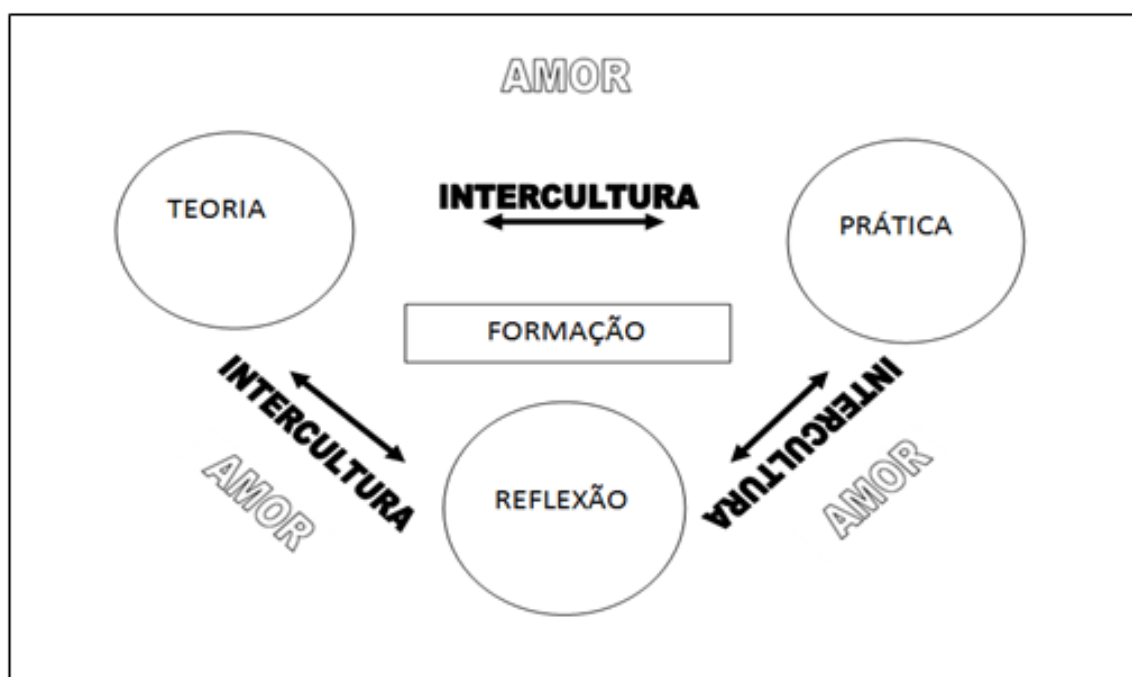 AMOR
INTERCULTURA
TEORIA
PRÁTICA
FORMAÇÃO
INTERCULTURA
INTERCULTURA
AMOR
REFLEXÃO
AMOR